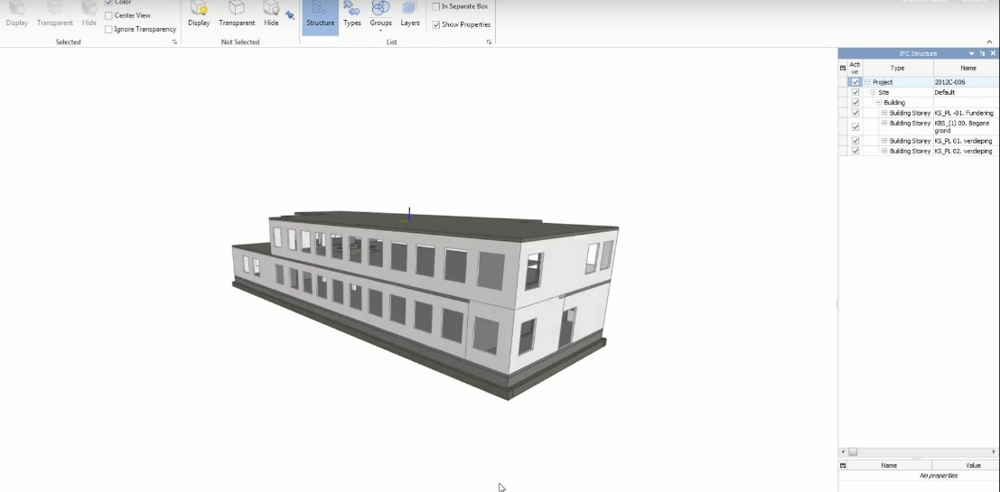 Color
Center View
Ignore Transparency
Display
Transparent
Hide
Selected
Display
Transparent
Hide
Not Selected
Structure
Types
Groups
Layers
In Separate Box
Show Properties
List
IFC Structure
Active
Type
Name
Project 2012C-006
Site Default
Building
Building Storey KS_PL -01. Fundering
Building Storey KBS_(1) 00. Begane
grond
Building Storey KS_PL 01. verdieping
Building Storey KS_PL 02. verdieping
Name
Value
No properties